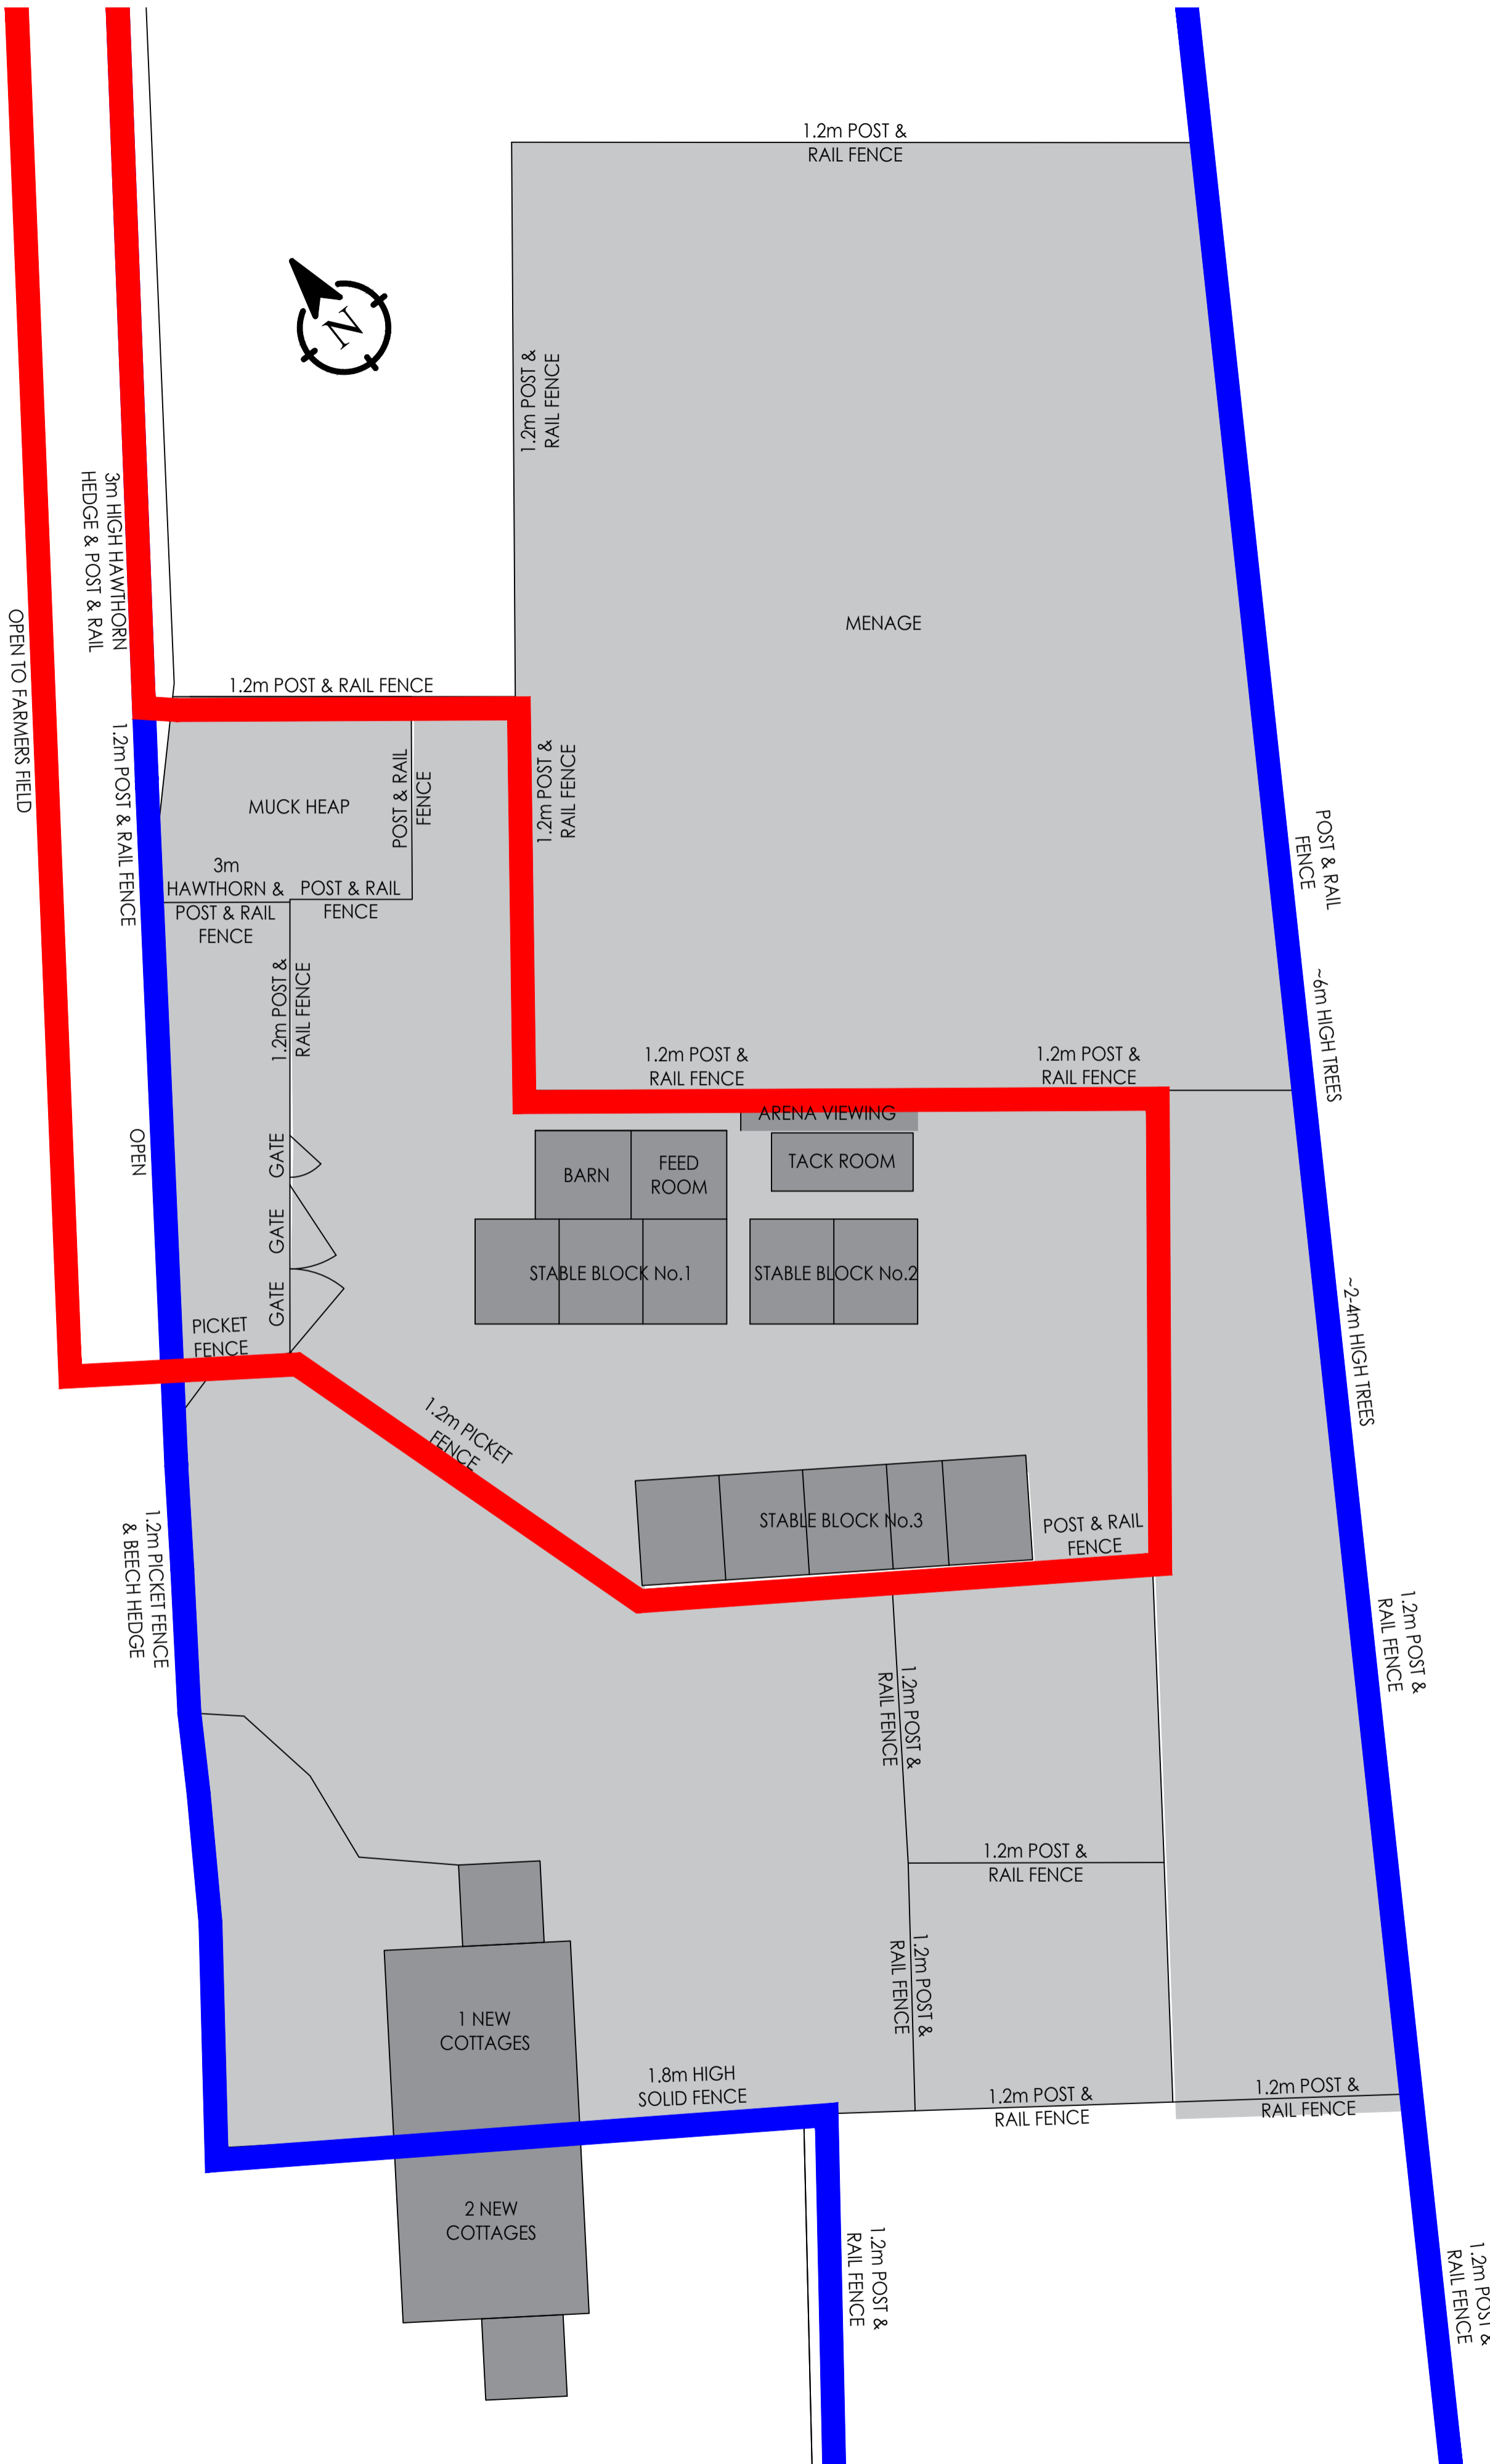 1.2m POST &
RAIL FENCE
N
1.2m POST &
RAIL FENCE
3m HIGH HAWTHORN
HEDGE & POST & RAIL
OPEN TO FARMERS FIELD
MENAGE
1.2m POST & RAIL FENCE
1.2m POST & RAIL FENCE
MUCK HEAP
POST & RAIL
FENCE
1.2m POST &
RAIL FENCE
POST & RAIL
FENCE
3m
HAWTHORN &
POST & RAIL
FENCE
POST & RAIL
FENCE
1.2m POST &
RAIL FENCE
~6m HIGH TREES
1.2m POST &
RAIL FENCE
1.2m POST &
RAIL FENCE
ARENA VIEWING
OPEN
GATE
GATE
GATE
BARN
FEED
ROOM
TACK ROOM
STABLE BLOCK No.1
STABLE BLOCK No.2
PICKET
FENCE
~2-4m HIGH TREES
1.2m PICKET
FENCE
STABLE BLOCK No.3
POST & RAIL
FENCE
1.2m PICKET FENCE
& BEECH HEDGE
1.2m POST &
RAIL FENCE
1.2m POST &
RAIL FENCE
1.2m POST &
RAIL FENCE
1.2m POST &
RAIL FENCE
1 NEW
COTTAGES
1.8m HIGH
SOLID FENCE
1.2m POST &
RAIL FENCE
1.2m POST &
RAIL FENCE
2 NEW
COTTAGES
1.2m POST &
RAIL FENCE
1.2m POST &
RAIL FENCE